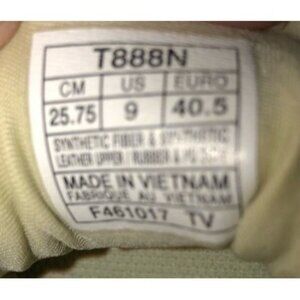 T888N
CM US EURO
25.75 9 40.5
SYNTHETIC FIBER & SYNTHETIC
LEATHER UPPER / RUBBER &
MADE IN VIETNAM
FABRIQUE AU VIETNAM
F461017 TV